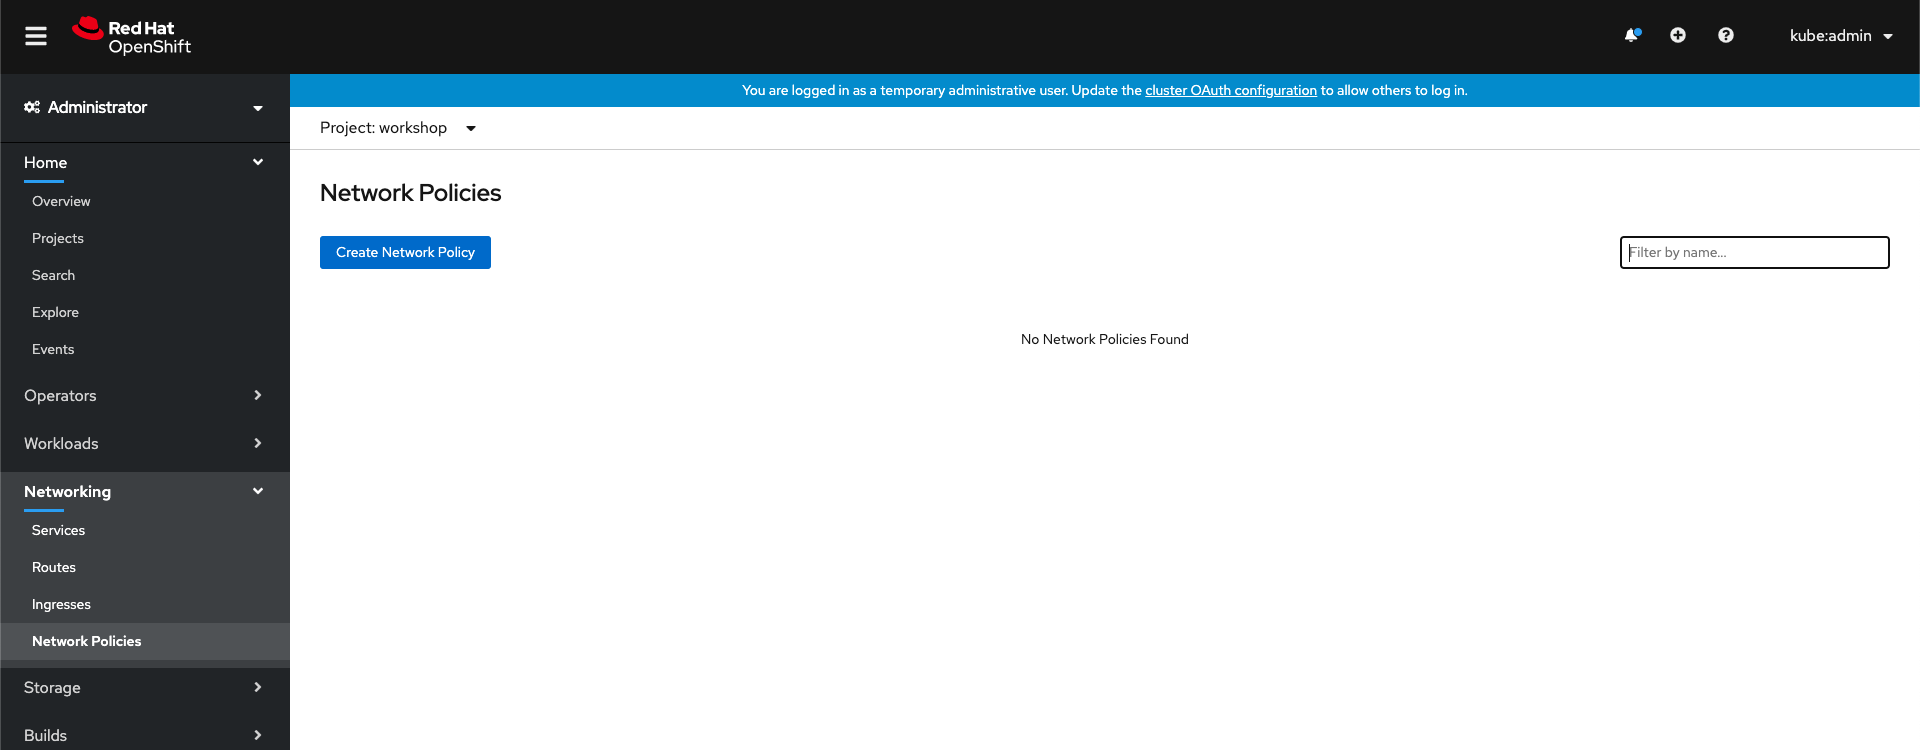 Red Hat
OpenShift
kube:admin
Administrator
You are logged in as a temporary administrative user. Update the cluster OAuth configuration to allow others to log in.
Project: workshop
Home
Overview
Projects
Search
Explore
Events
Operators
Workloads
Networking
Services
Routes
Ingresses
Network Policies
Storage
Builds
Network Policies
Create Network Policy
Filter by name...
No Network Policies Found